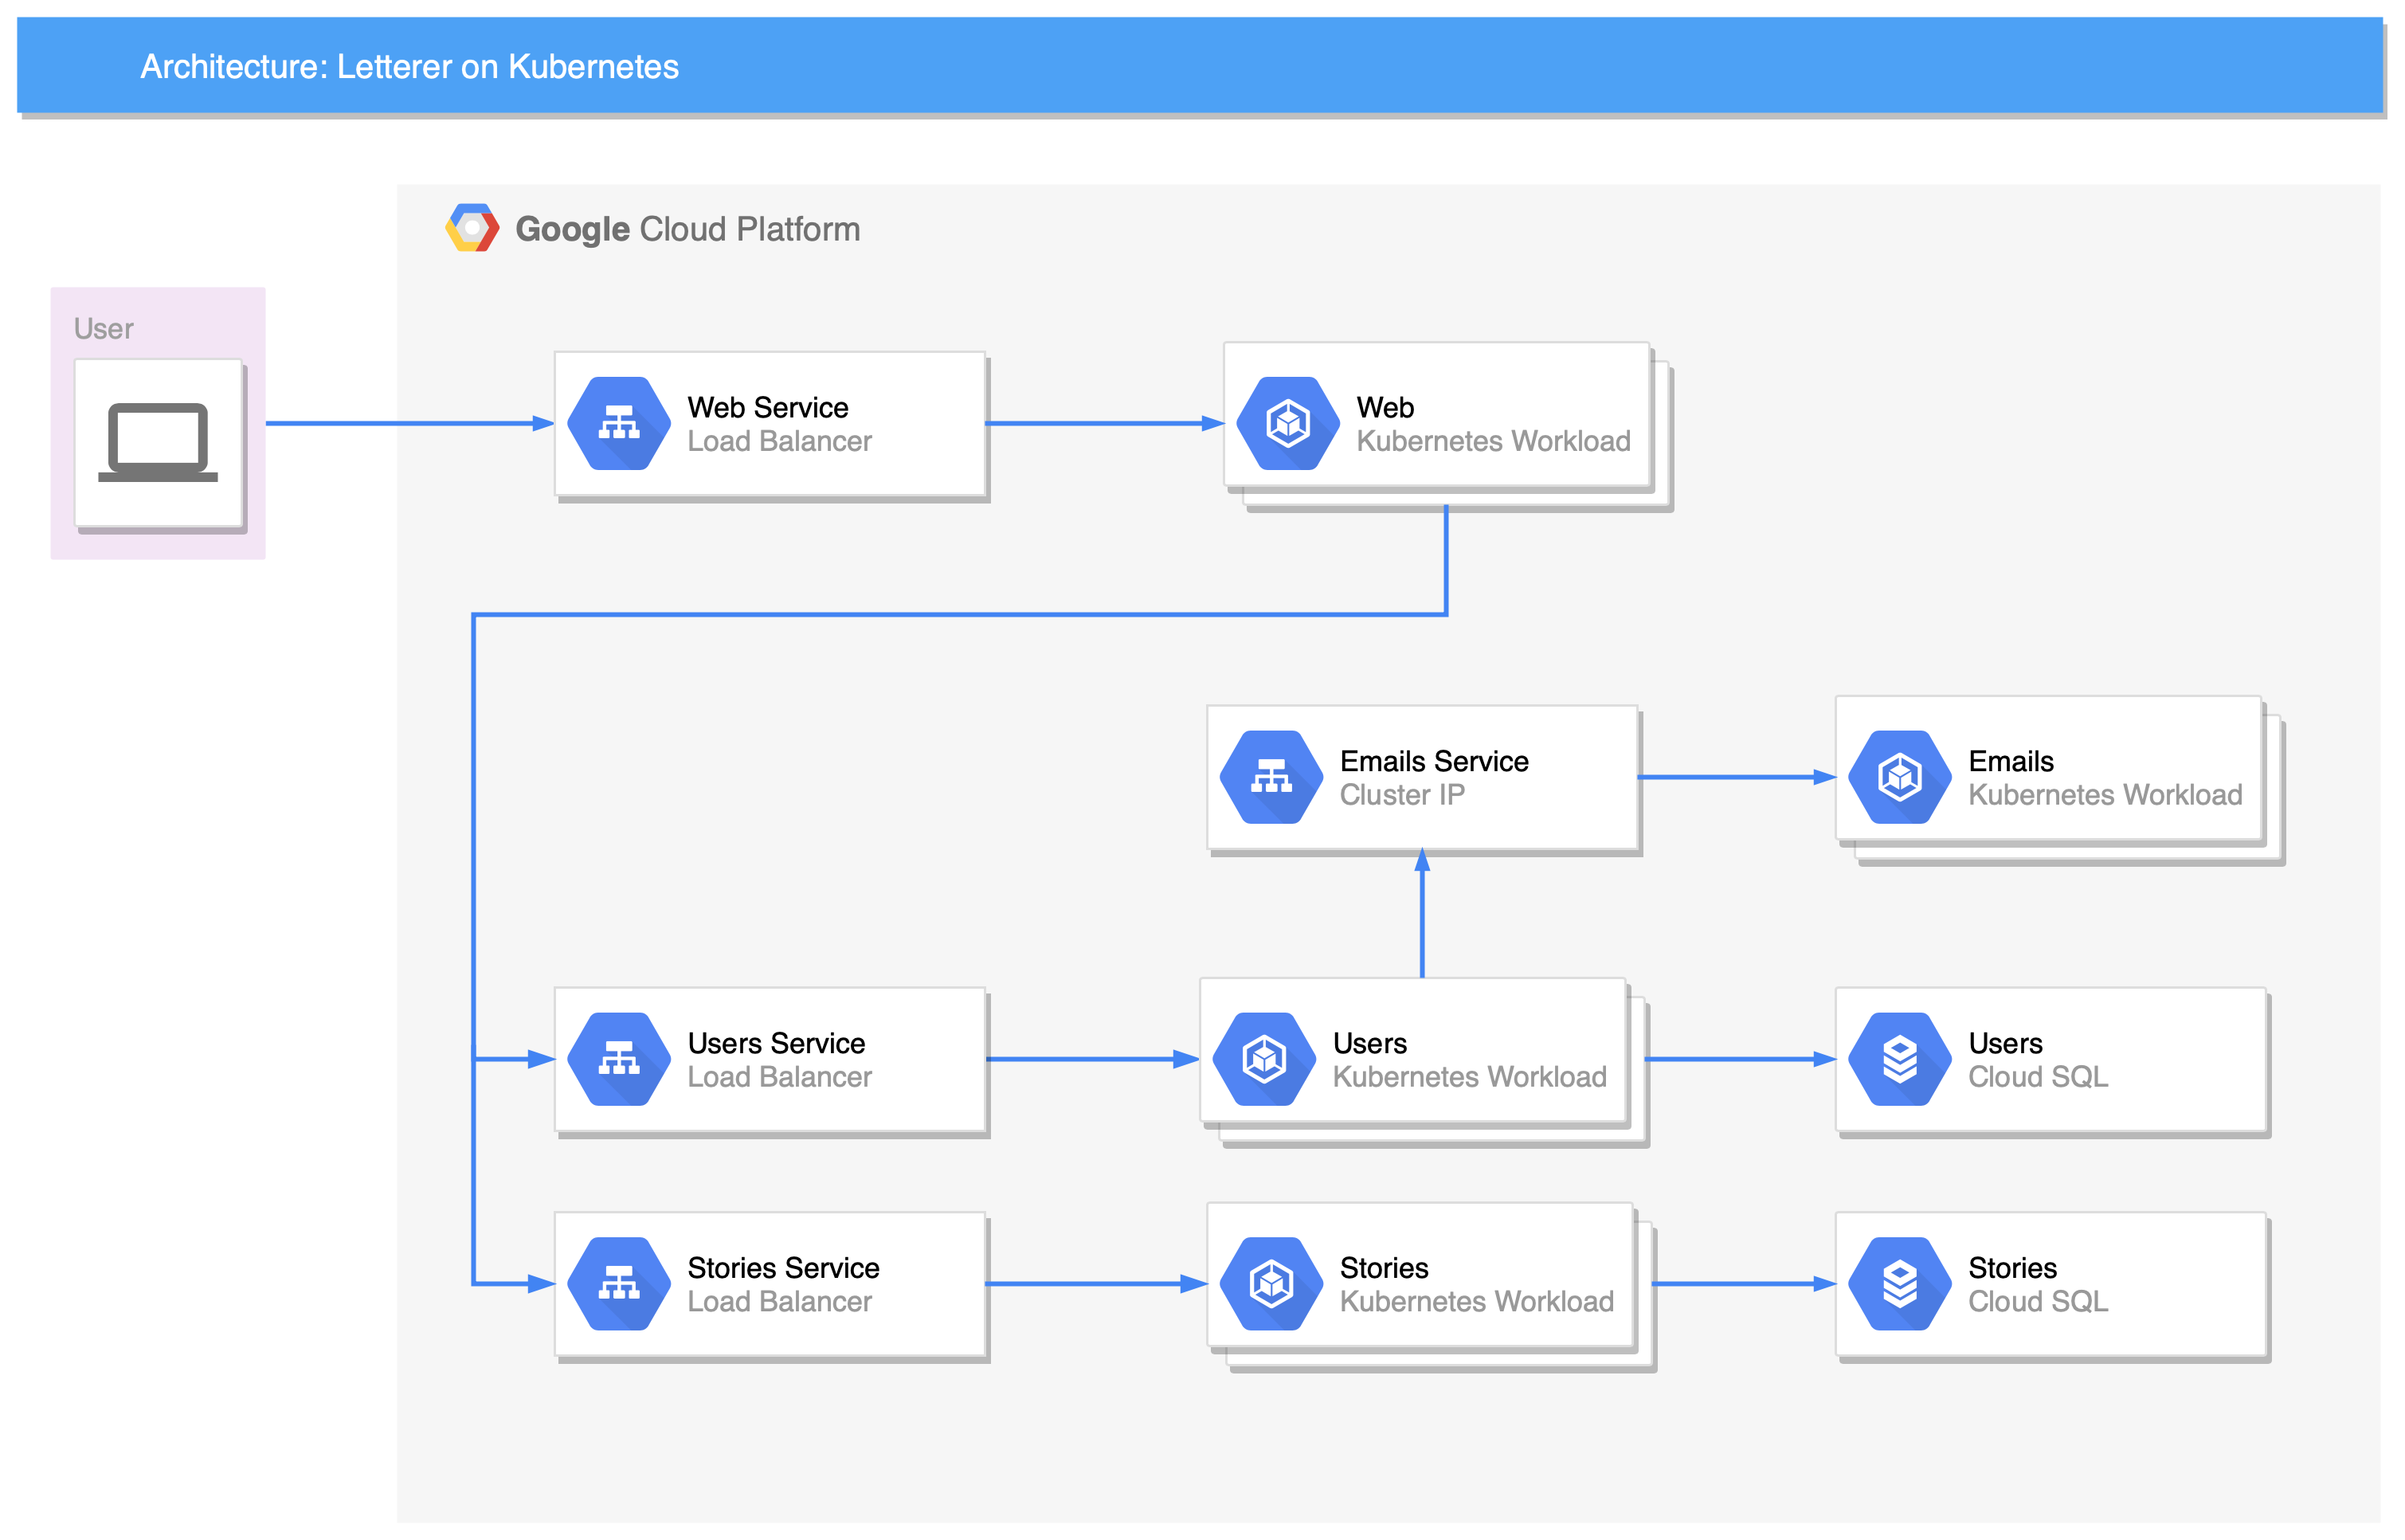 Architecture: Letterer on Kubernetes
Google Cloud Platform
User
Web Service
Load Balancer
Web
Kubernetes Workload
Emails Service
Cluster IP
Emails
Kubernetes Workload
Users Service
Load Balancer
Users
Kubernetes Workload
Users
Cloud SQL
Stories Service
Load Balancer
Stories
Kubernetes Workload
Stories
Cloud SQL